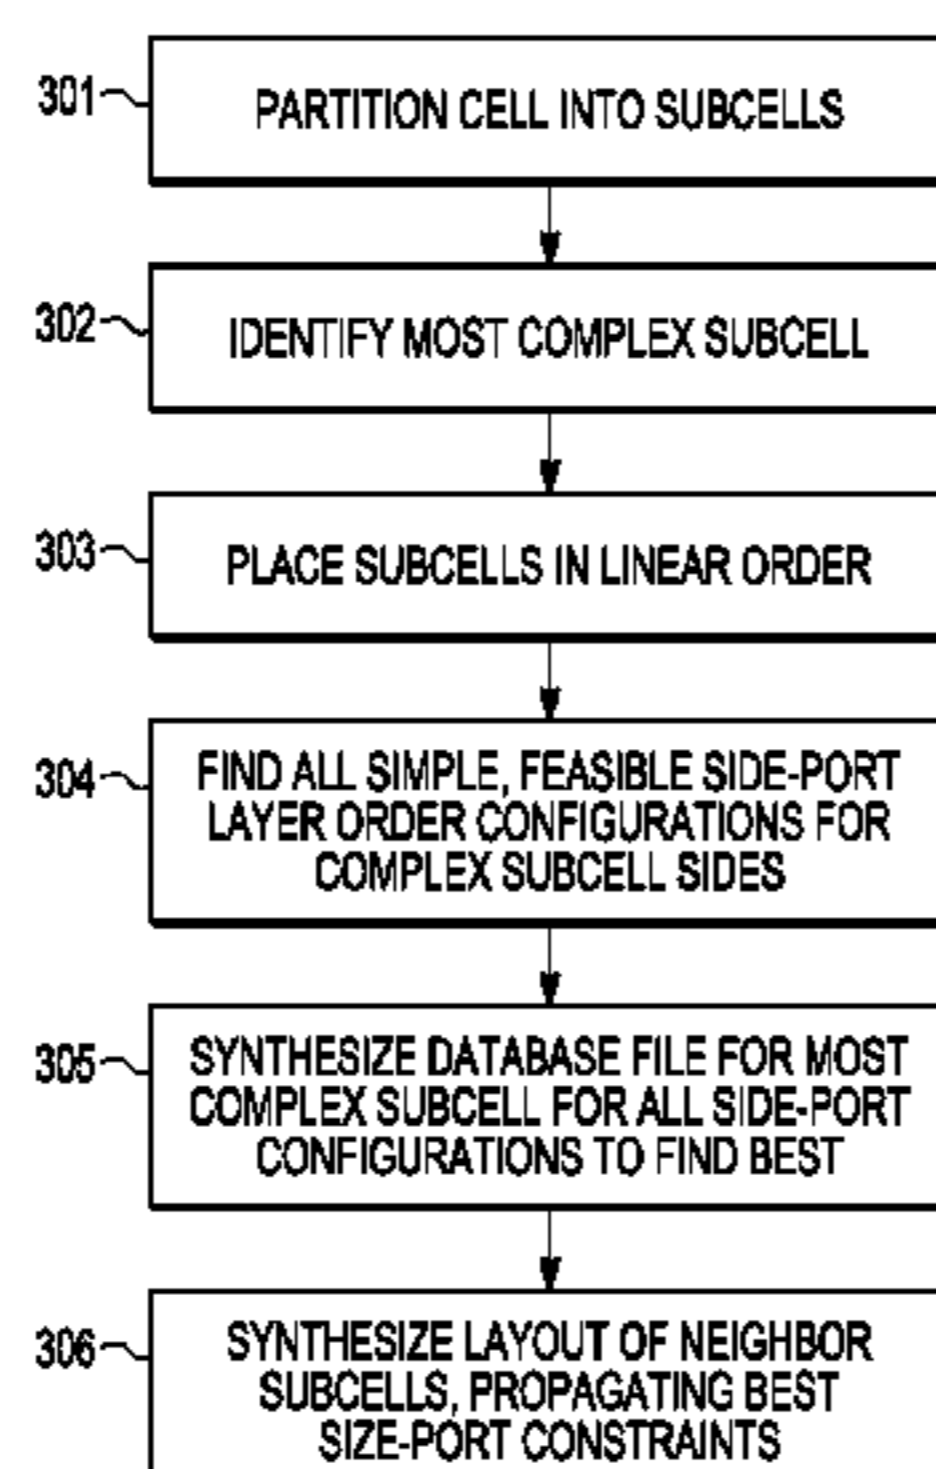 301
PARTITION CELL INTO SUBCELLS
302
IDENTIFY MOST COMPLEX SUBCELL
303
PLACE SUBCELLS IN LINEAR ORDER
304
FIND ALL SIMPLE, FEASIBLE SIDE-PORT
LAYER ORDER CONFIGURATIONS FOR
COMPLEX SUBCELL SIDES
305
SYNTHESIZE DATABASE FILE FOR MOST
COMPLEX SUBCELL FOR ALL SIDE-PORT
CONFIGURATIONS TO FIND BEST
306
SYNTHESIZE LAYOUT OF NEIGHBOR
SUBCELLS, PROPAGATING BEST
SIZE-PORT CONSTRAINTS